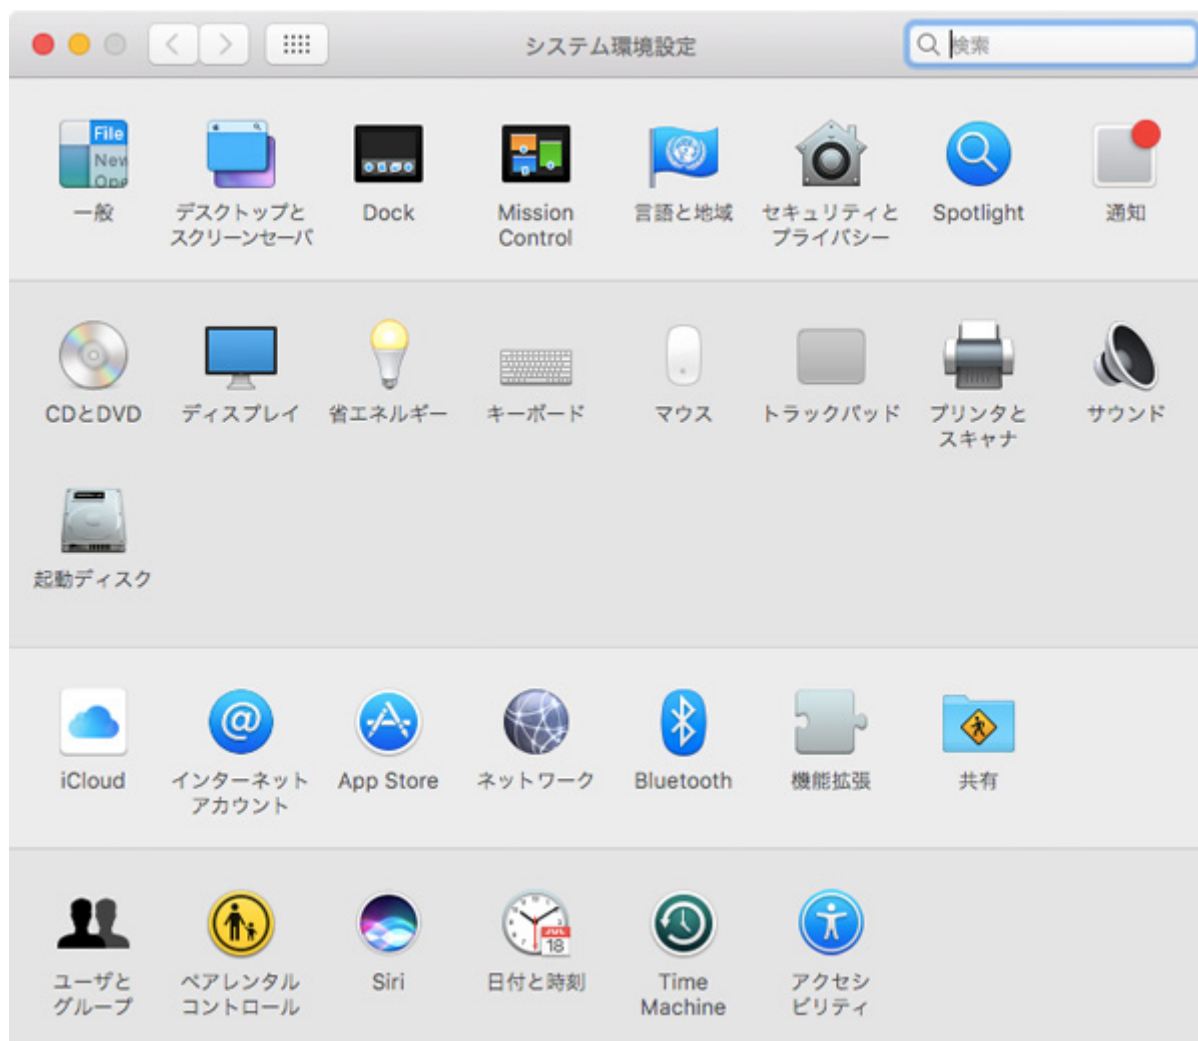 システム環境設定
検索
File
New
Ope
一般
デスクトップと
スクリーンセーバ
Dock
Mission
Control
言語と地域
セキュリティと
プライバシー
Spotlight
通知
CDとDVD
ディスプレイ
省エネルギー
キーボード
マウス
トラックパッド
プリンタと
スキャナ
サウンド
起動ディスク
iCloud
インターネット
アカウント
App Store
ネットワーク
Bluetooth
機能拡張
共有
ユーザと
グループ
ペアレンタル
コントロール
Siri
18
日付と時刻
Time
Machine
アクセシ
ビリティ